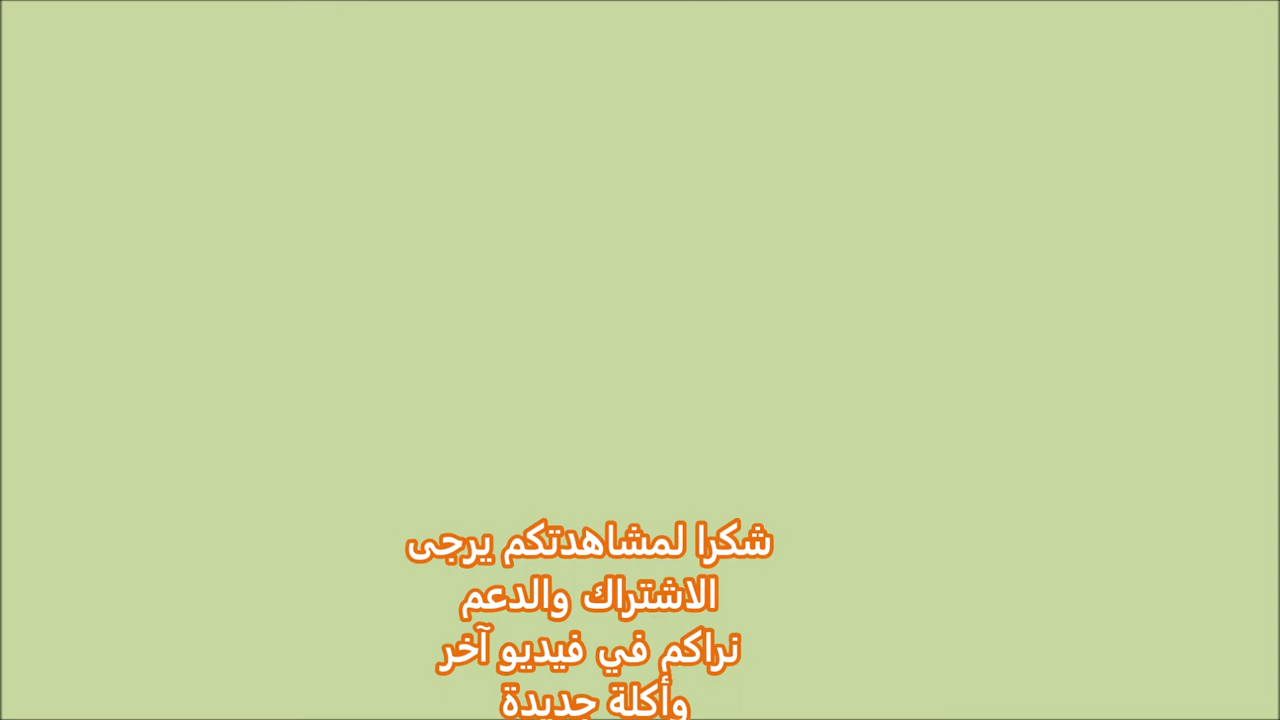 شكرا لمشاهدتكم يرجى
الاشتراك والدعم
نراكم في فيديو آخر
وأكلة جديدة